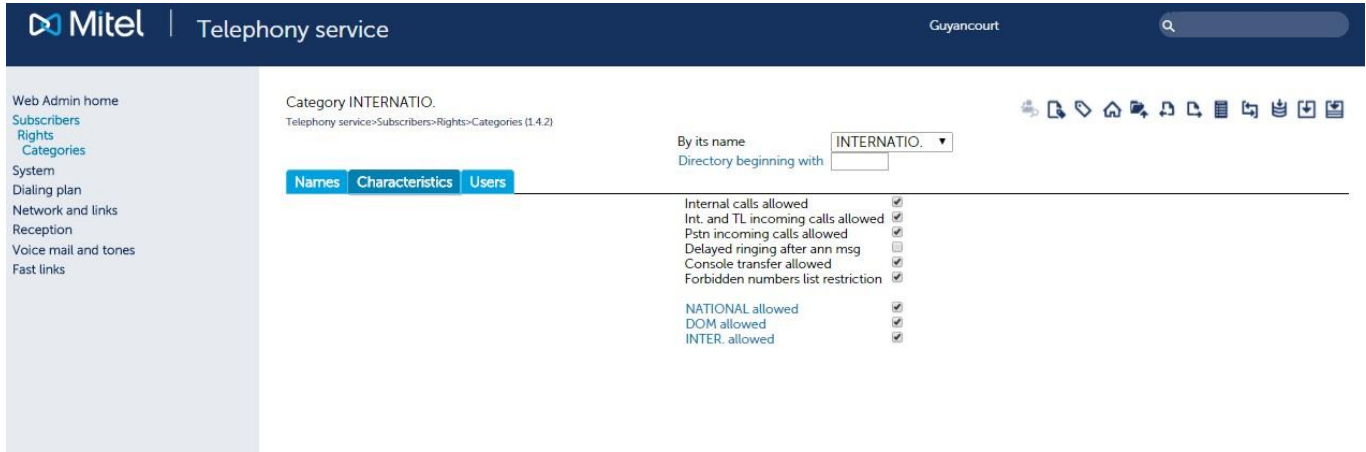 Mitel | Telephony service
Guyancourt
Web Admin home
Subscribers
Rights
Categories
System
Dialing plan
Network and links
Reception
Voice mail and tones
Fast links
Category INTERNATIO.
Telephony service>Subscribers>Rights>Categories (1.4.2)
By its name INTERNATIO.
Directory beginning with
Names Characteristics Users
Internal calls allowed
Int. and TL incoming calls allowed
Pstn incoming calls allowed
Delayed ringing after ann msg
Console transfer allowed
Forbidden numbers list restriction
NATIONAL allowed
DOM allowed
INTER. allowed